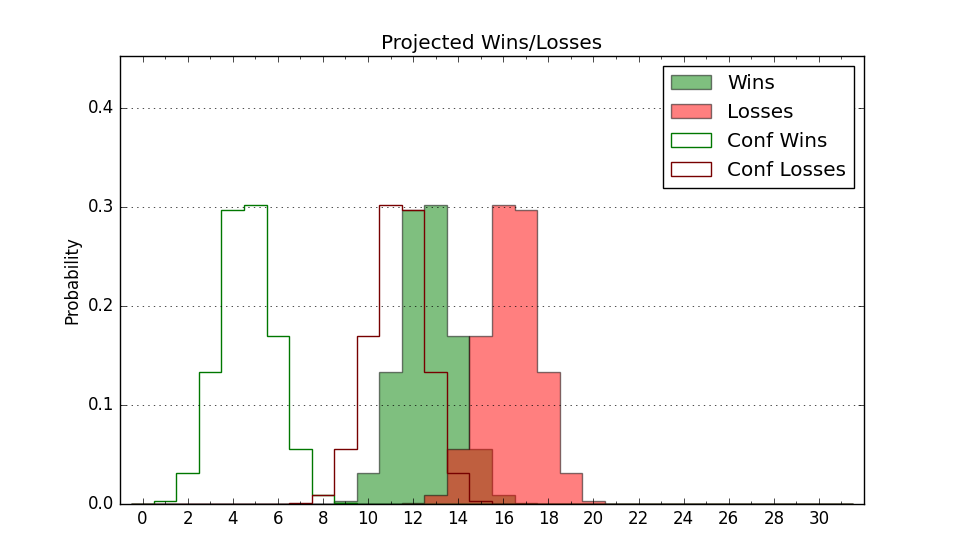 Projected Wins/Losses
Wins
Losses
Conf Wins
Conf Losses
Probability
0.4
0.3
0.2
0.1
0.0
0 2 4 6 8 10 12 14 16 18 20 22 24 26 28 30